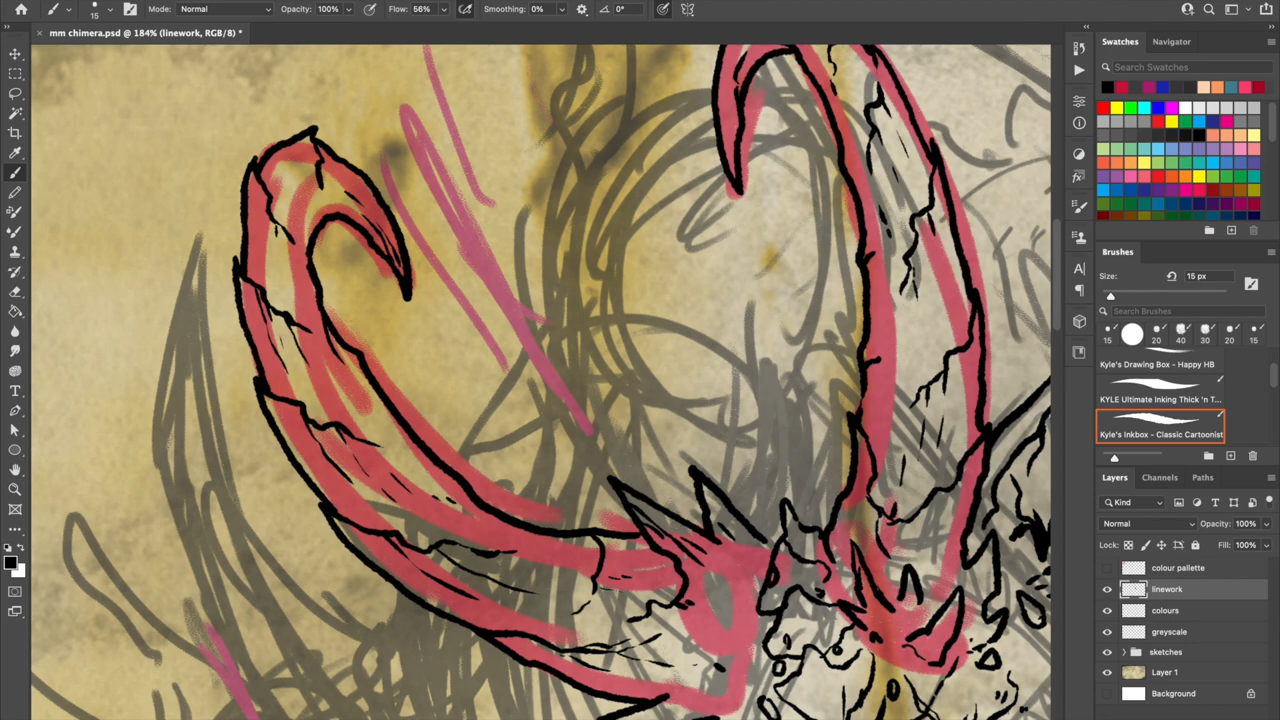 15
Mode: Normal
Opacity: 100%
Flow: 56%
Smoothing: 0%
0°
× mm chimera.psd @ 184% (linework, RGB/8) *
Swatches
Navigator
Search Swatches
Brushes
Size:
15 px
Search Brushes
15
20
40
30
20
15
Kyle's Drawing Box - Happy HB
KYLE Ultimate Inking Thick 'n T...
Kyle's Inkbox - Classic Cartoonist
Layers
Channels
Paths
Kind
Normal
Opacity: 100%
Lock:
Fill: 100%
colour pallette
linework
colours
greyscale
sketches
Layer 1
Background